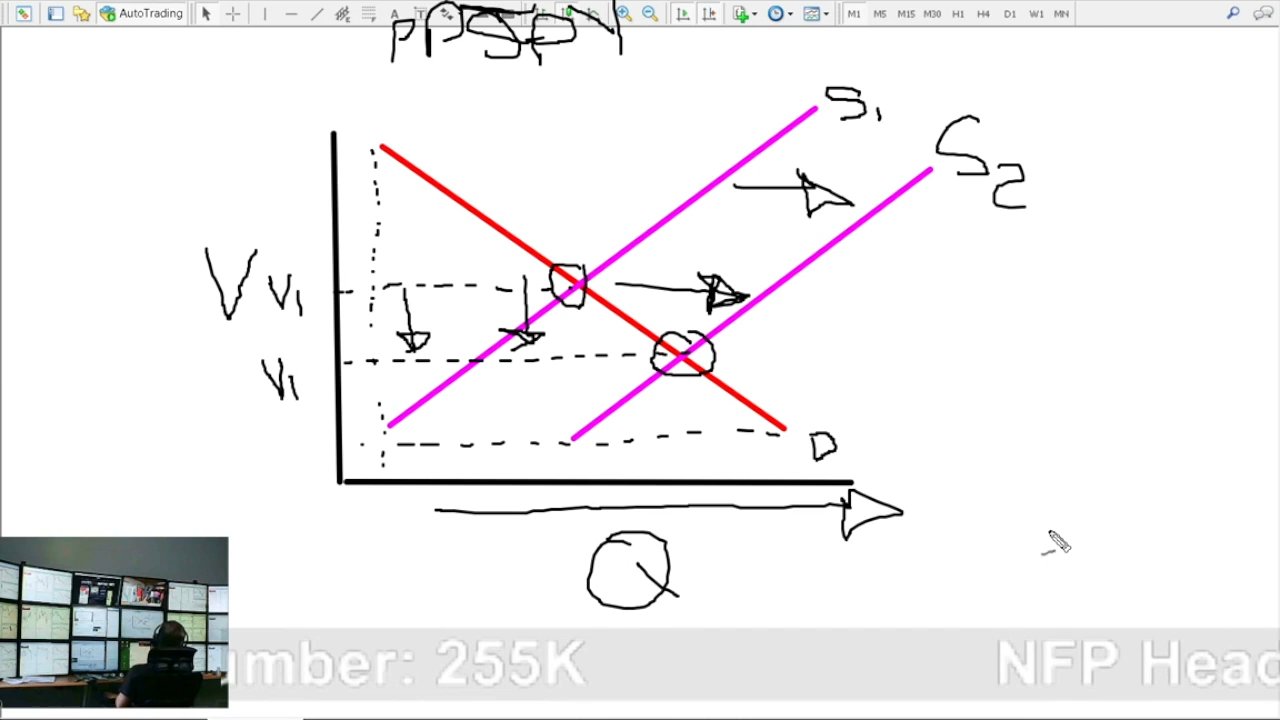 AutoTrading M1 M5 M15 M30 H1 H4 D1 W1 MN
S1
S2
V V1
V1
D
Q
umber: 255K NFP Head